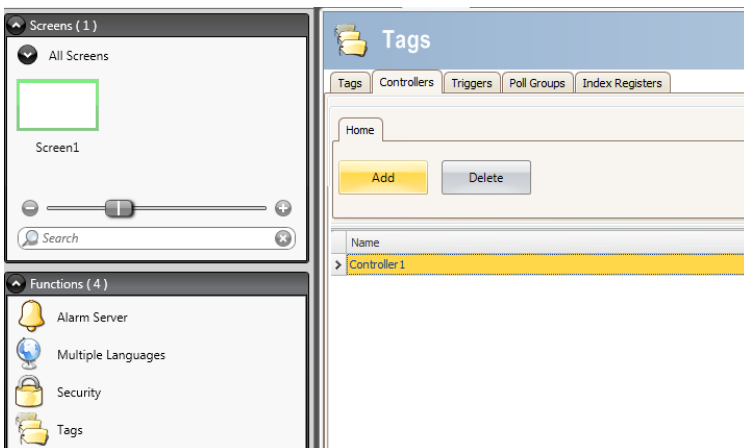 Screens ( 1 )
All Screens
Screen1
Search
Functions ( 4 )
Alarm Server
Multiple Languages
Security
Tags
Tags
Tags Controllers Triggers Poll Groups Index Registers
Home
Add Delete
Name
Controller1